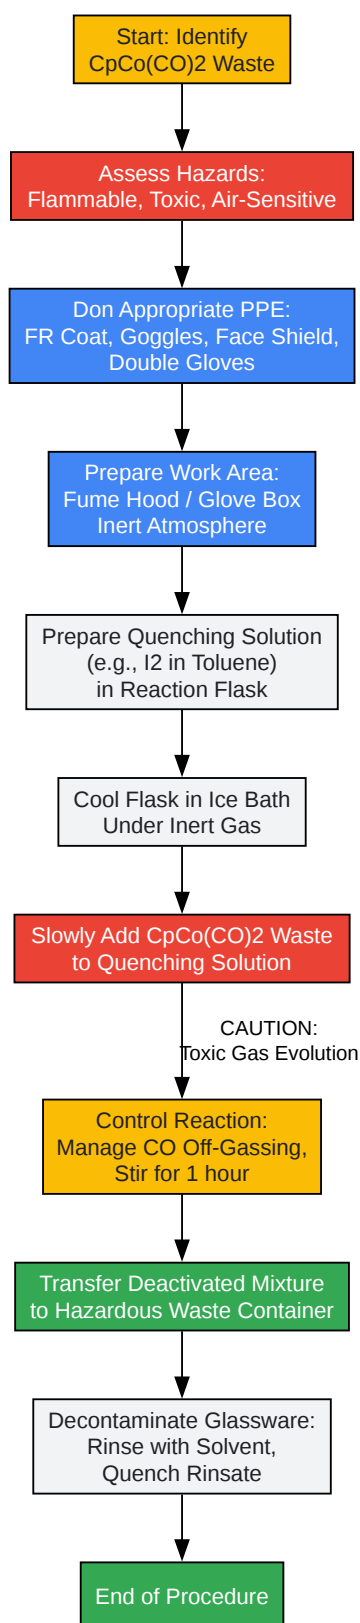 Start: Identify
CpCo(CO)2 Waste
Assess Hazards:
Flammable, Toxic, Air-Sensitive
Don Appropriate PPE:
FR Coat, Goggles, Face Shield,
Double Gloves
Prepare Work Area:
Fume Hood / Glove Box
Inert Atmosphere
Prepare Quenching Solution
(e.g., I2 in Toluene)
in Reaction Flask
Cool Flask in Ice Bath
Under Inert Gas
Slowly Add CpCo(CO)2 Waste
to Quenching Solution
CAUTION:
Toxic Gas Evolution
Control Reaction:
Manage CO Off-Gassing,
Stir for 1 hour
Transfer Deactivated Mixture
to Hazardous Waste Container
Decontaminate Glassware:
Rinse with Solvent,
Quench Rinsate
End of Procedure